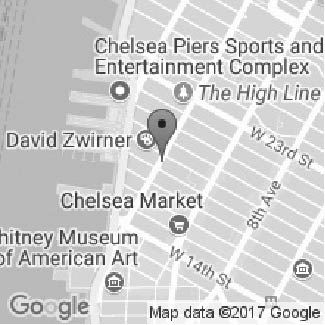 Chelsea Piers Sports and
Entertainment Complex
The High Line
David Zwirner
W 23rd St
Chelsea Market
8th Ave
hitney Museum
of American Art
W 14th St
Google
Map data ©2017 Google